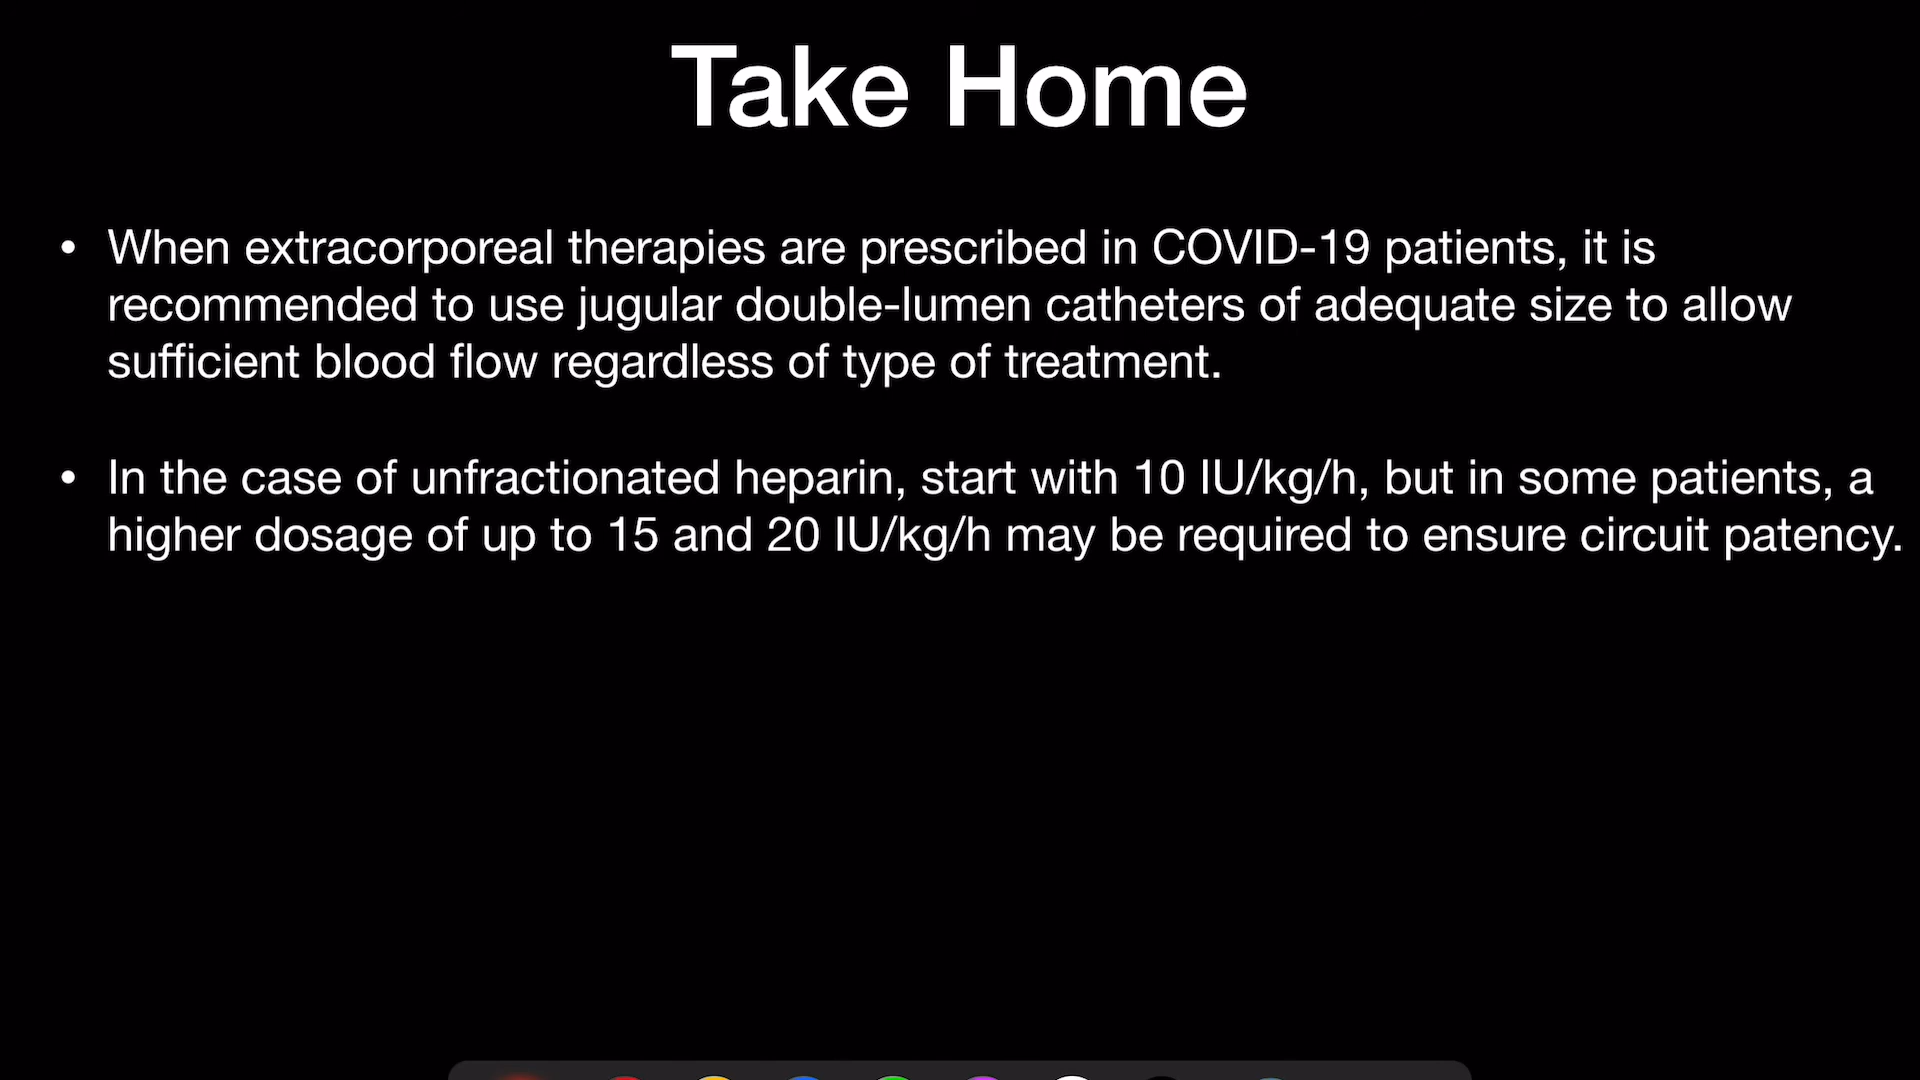 Take Home
• When extracorporeal therapies are prescribed in COVID-19 patients, it is
recommended to use jugular double-lumen catheters of adequate size to allow
sufficient blood flow regardless of type of treatment.
• In the case of unfractionated heparin, start with 10 IU/kg/h, but in some patients, a
higher dosage of up to 15 and 20 IU/kg/h may be required to ensure circuit patency.